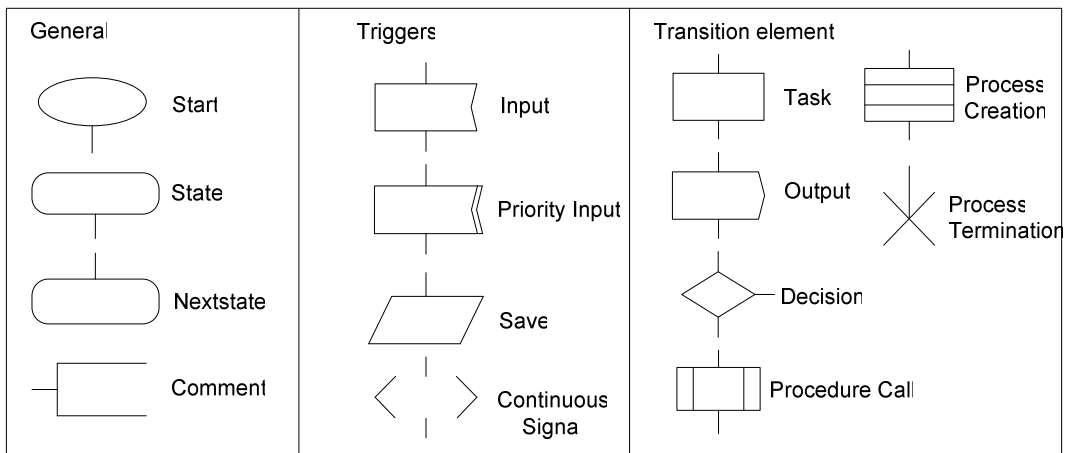 General
Start
State
Nextstate
Comment
Triggers
Input
Priority Input
Save
Continuous
Signa
Transition element
Task
Output
Decision
Procedure Call
Process
Creation
Process
Termination